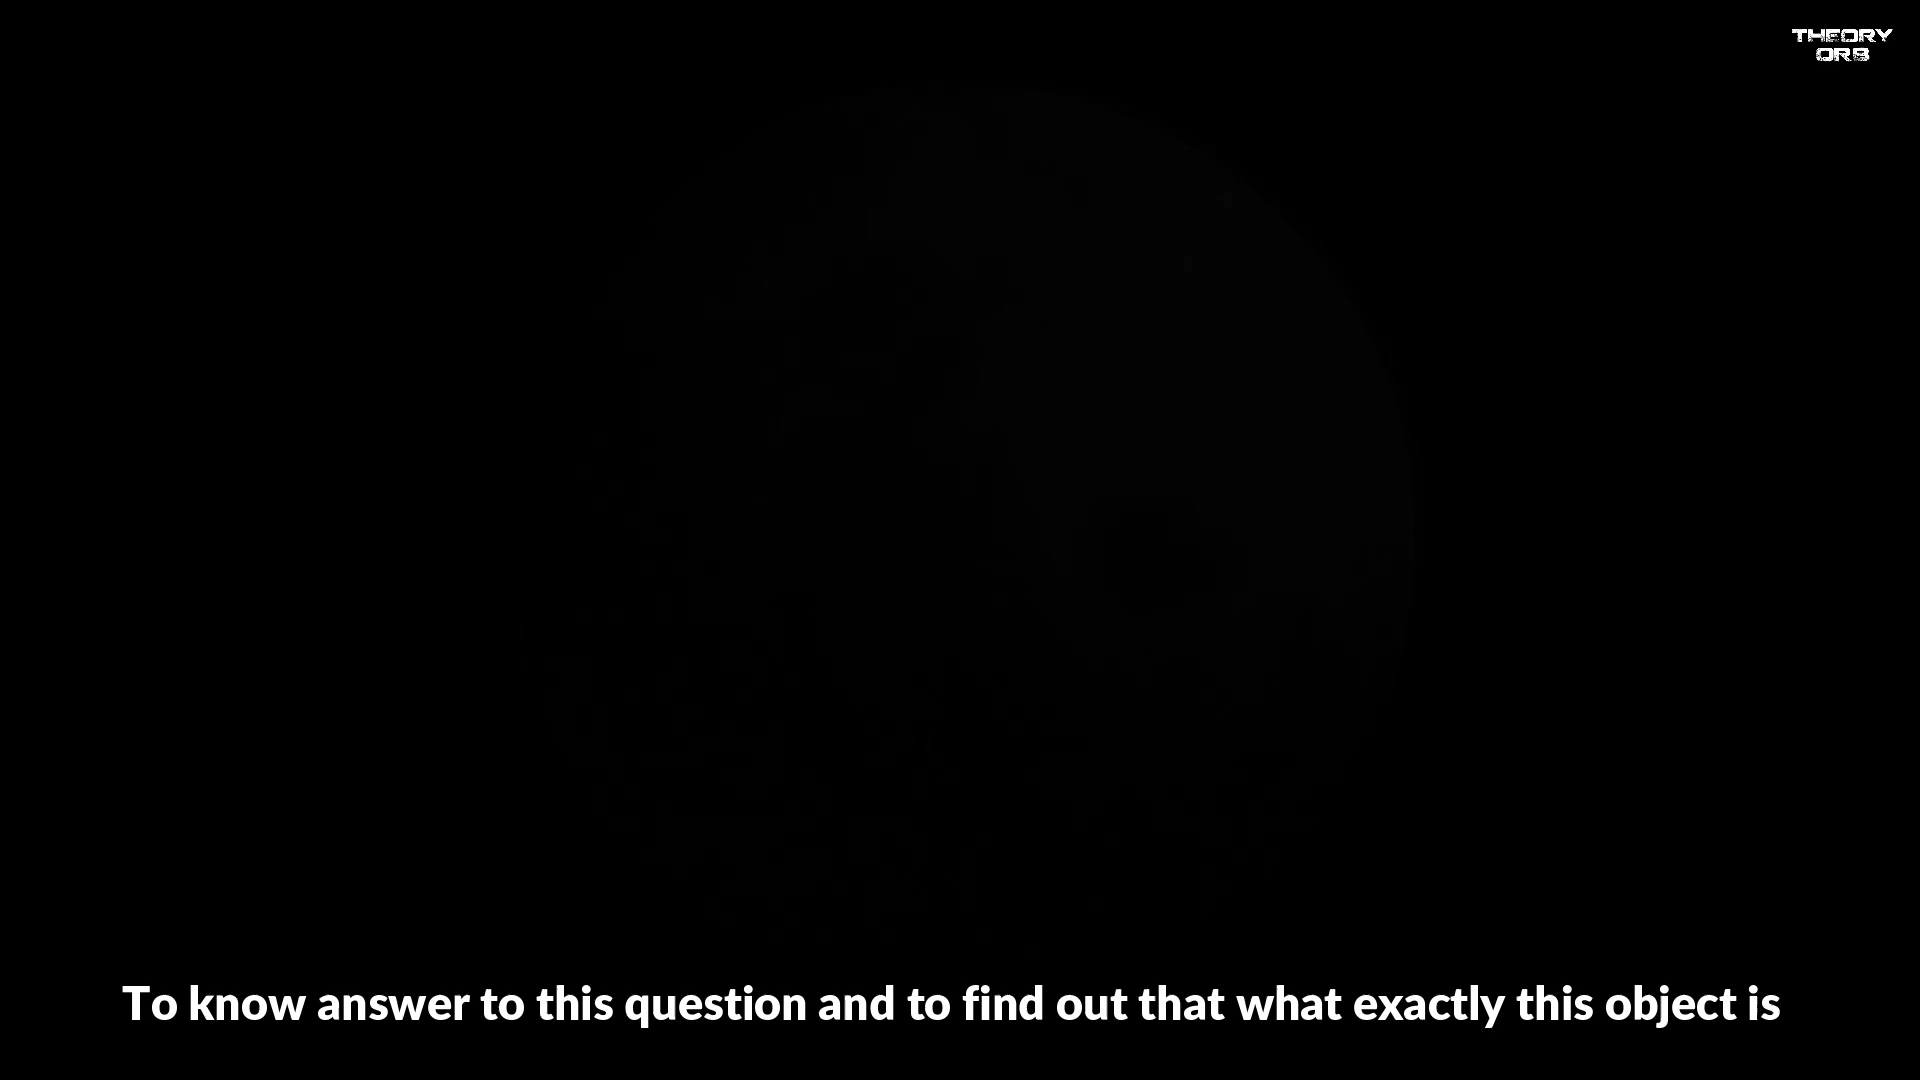 THEORY
ORB
To know answer to this question and to find out that what exactly this object is